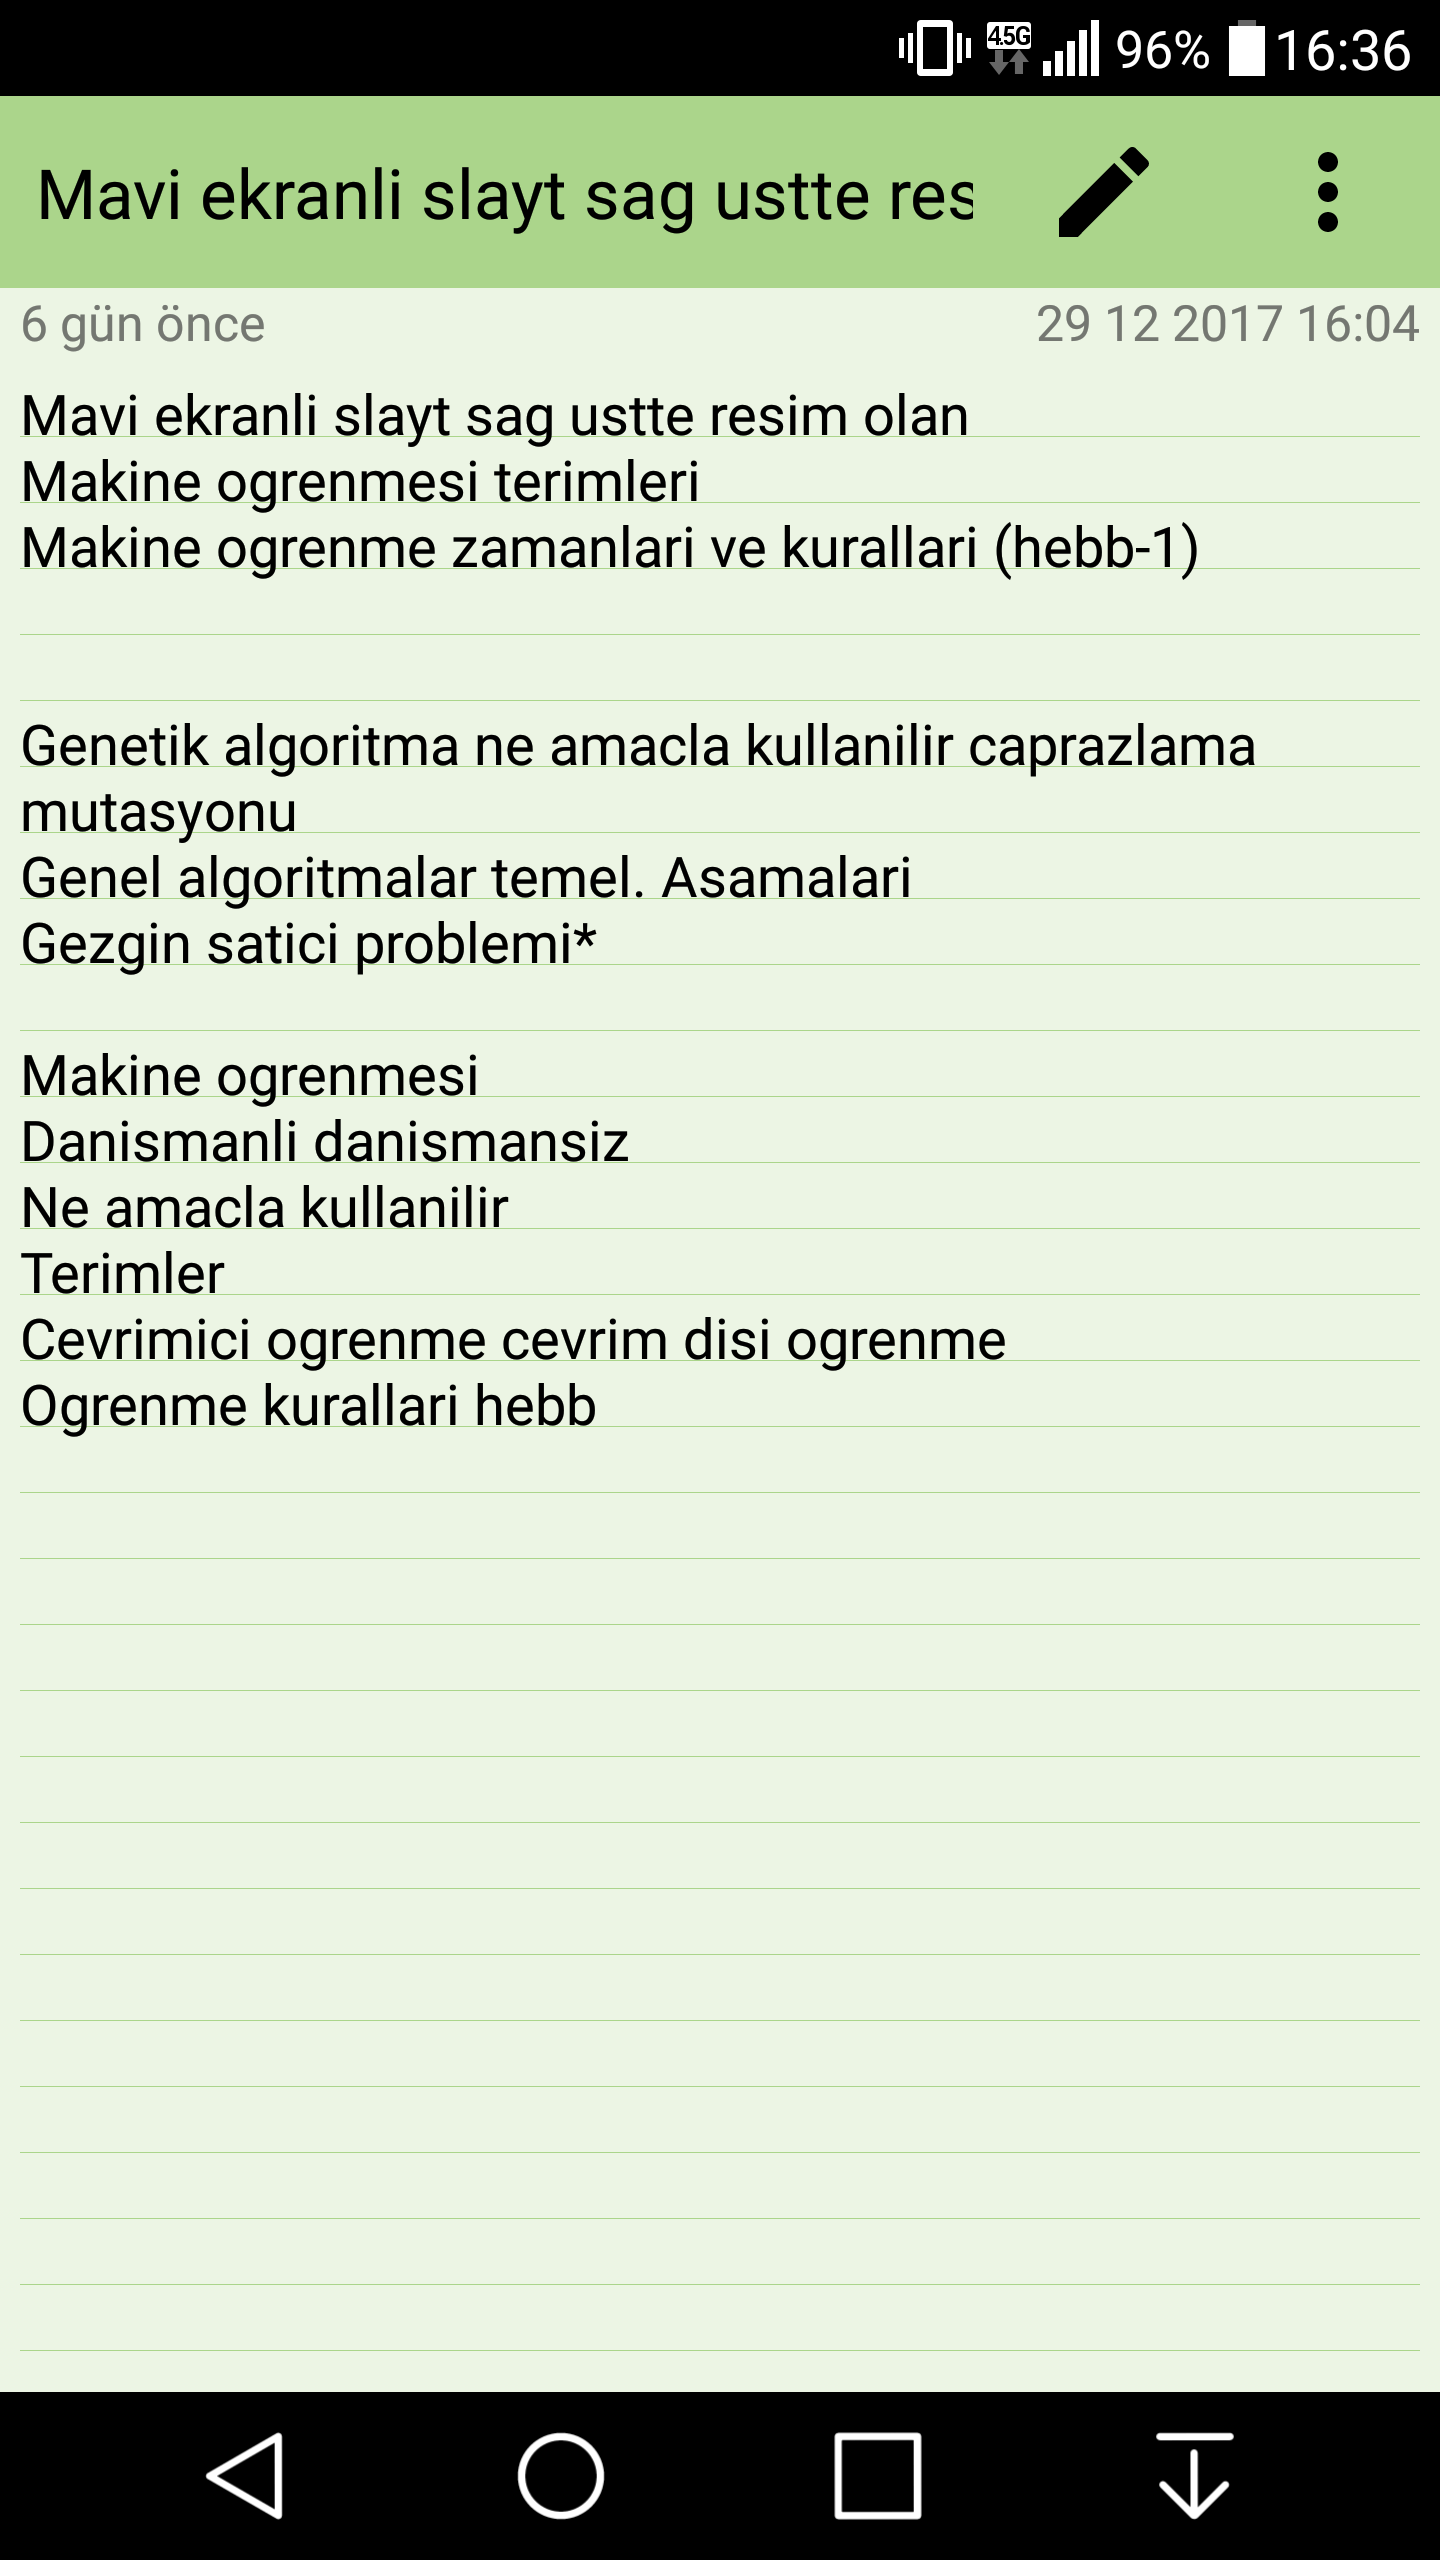 4.5G 96% 16:36
Mavi ekranli slayt sag ustte res
6 gün önce 29 12 2017 16:04
Mavi ekranli slayt sag ustte resim olan
Makine ogrenmesi terimleri
Makine ogrenme zamanlari ve kurallari (hebb-1)
Genetik algoritma ne amacla kullanilir caprazlama
mutasyonu
Genel algoritmalar temel. Asamalari
Gezgin satici problemi*
Makine ogrenmesi
Danismanli danismansiz
Ne amacla kullanilir
Terimler
Cevrimici ogrenme cevrim disi ogrenme
Ogrenme kurallari hebb